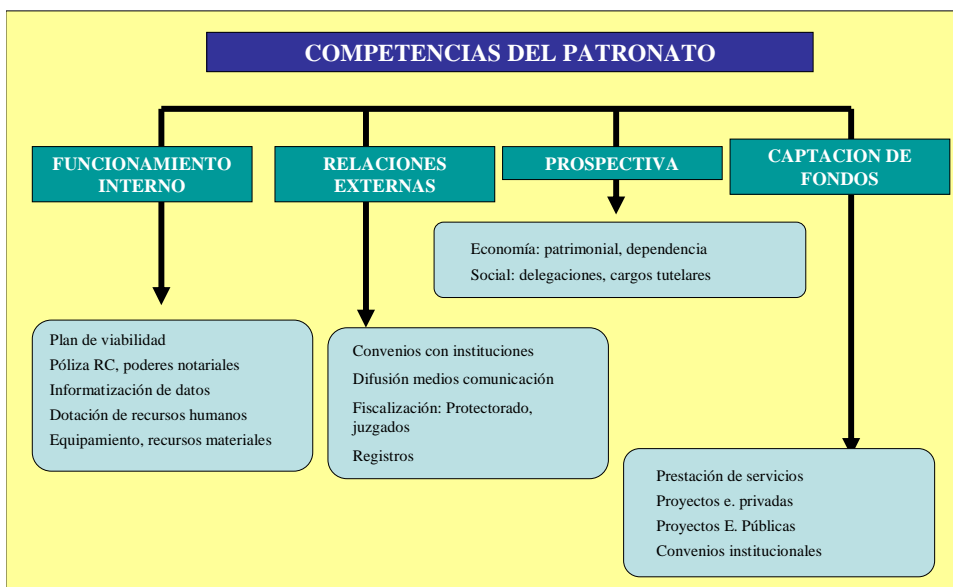 COMPETENCIAS DEL PATRONATO
FUNCIONAMIENTO
INTERNO
RELACIONES
EXTERNAS
PROSPECTIVA
CAPTACION DE
FONDOS
Economía: patrimonial, dependencia
Social: delegaciones, cargos tutelares
Plan de viabilidad
Póliza RC, poderes notariales
Informatización de datos
Dotación de recursos humanos
Equipamiento, recursos materiales
Convenios con instituciones
Difusión medios comunicación
Fiscalización: Protectorado,
juzgados
Registros
Prestación de servicios
Proyectos e. privadas
Proyectos E. Públicas
Convenios institucionales